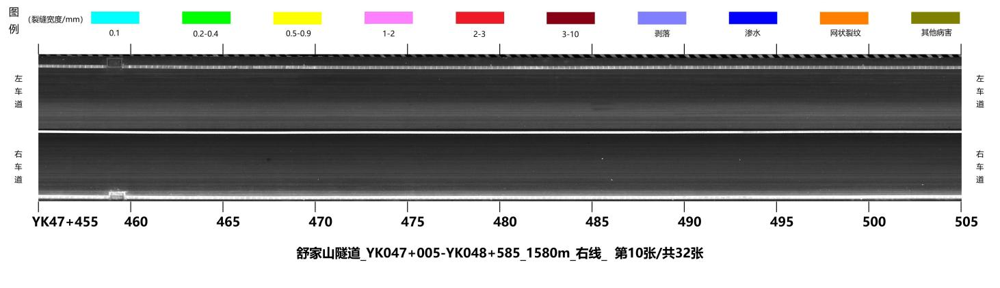 图例
(裂缝宽度/mm)
0.1 0.2-0.4 0.5-0.9 1-2 2-3 3-10 剥落 渗水 网状裂纹 其他病害
左车道 左车道
右车道 右车道
YK47+455 460 465 470 475 480 485 490 495 500 505
舒家山隧道_YK047+005-YK048+585_1580m_右线_ 第10张/共32张